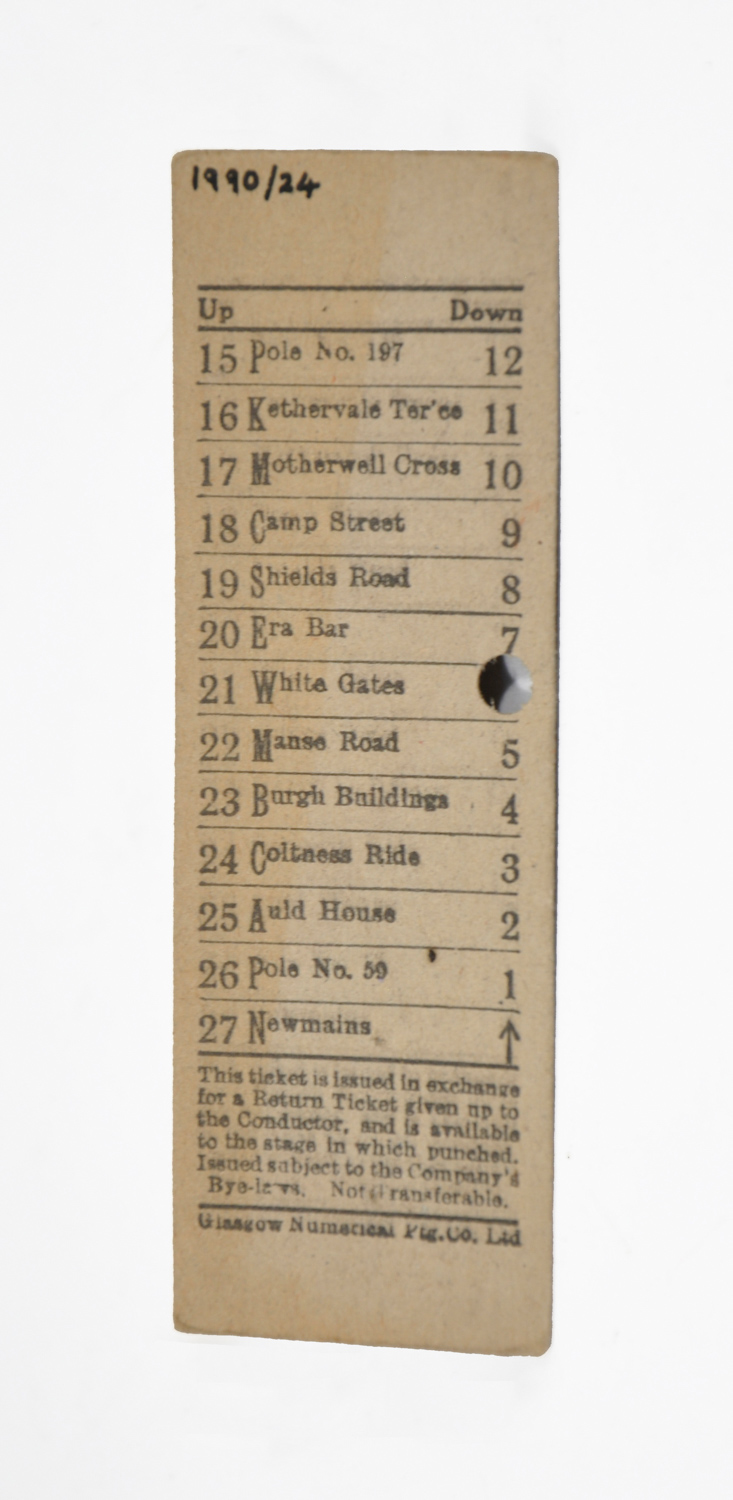 1990/24
Up Down
15 Pole No. 197 12
16 Kethervale Ter'ce 11
17 Motherwell Cross 10
18 Camp Street 9
19 Shields Road 8
20 Era Bar 7
21 White Gates
22 Manse Road 5
23 Burgh Buildings 4
24 Coltness Ride 3
25 Auld House 2
26 Pole No. 59 1
27 Newmains ↑
This ticket is issued in exchange
for a Return Ticket given up to
the Conductor, and is available
to the stage in which punched.
Issued subject to the Company's
Bye-laws. Not Transferable.
Glasgow Numerical Ptg. Co. Ltd